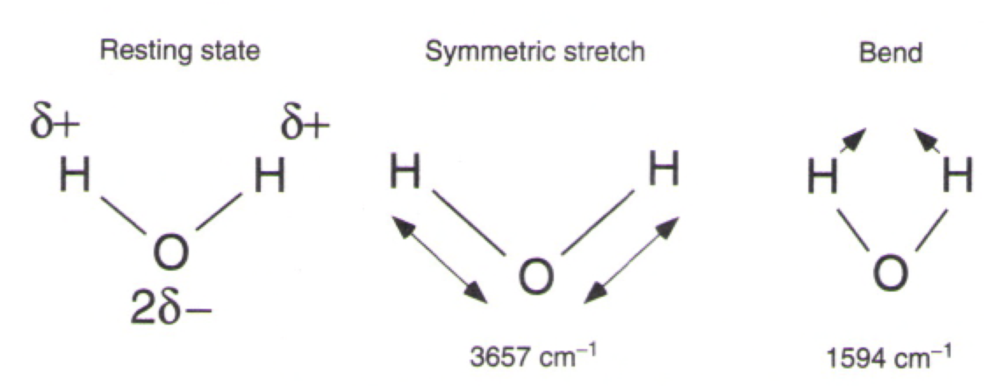 Resting state
Symmetric stretch
Bend
δ+
δ+
H
H
O
2δ−
H
H
O
3657 cm⁻¹
H
H
O
1594 cm⁻¹